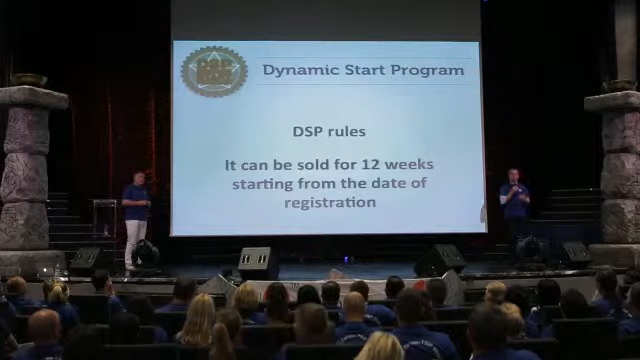 Dynamic Start Program
DSP rules
It can be sold for 12 weeks
starting from the date of
registration